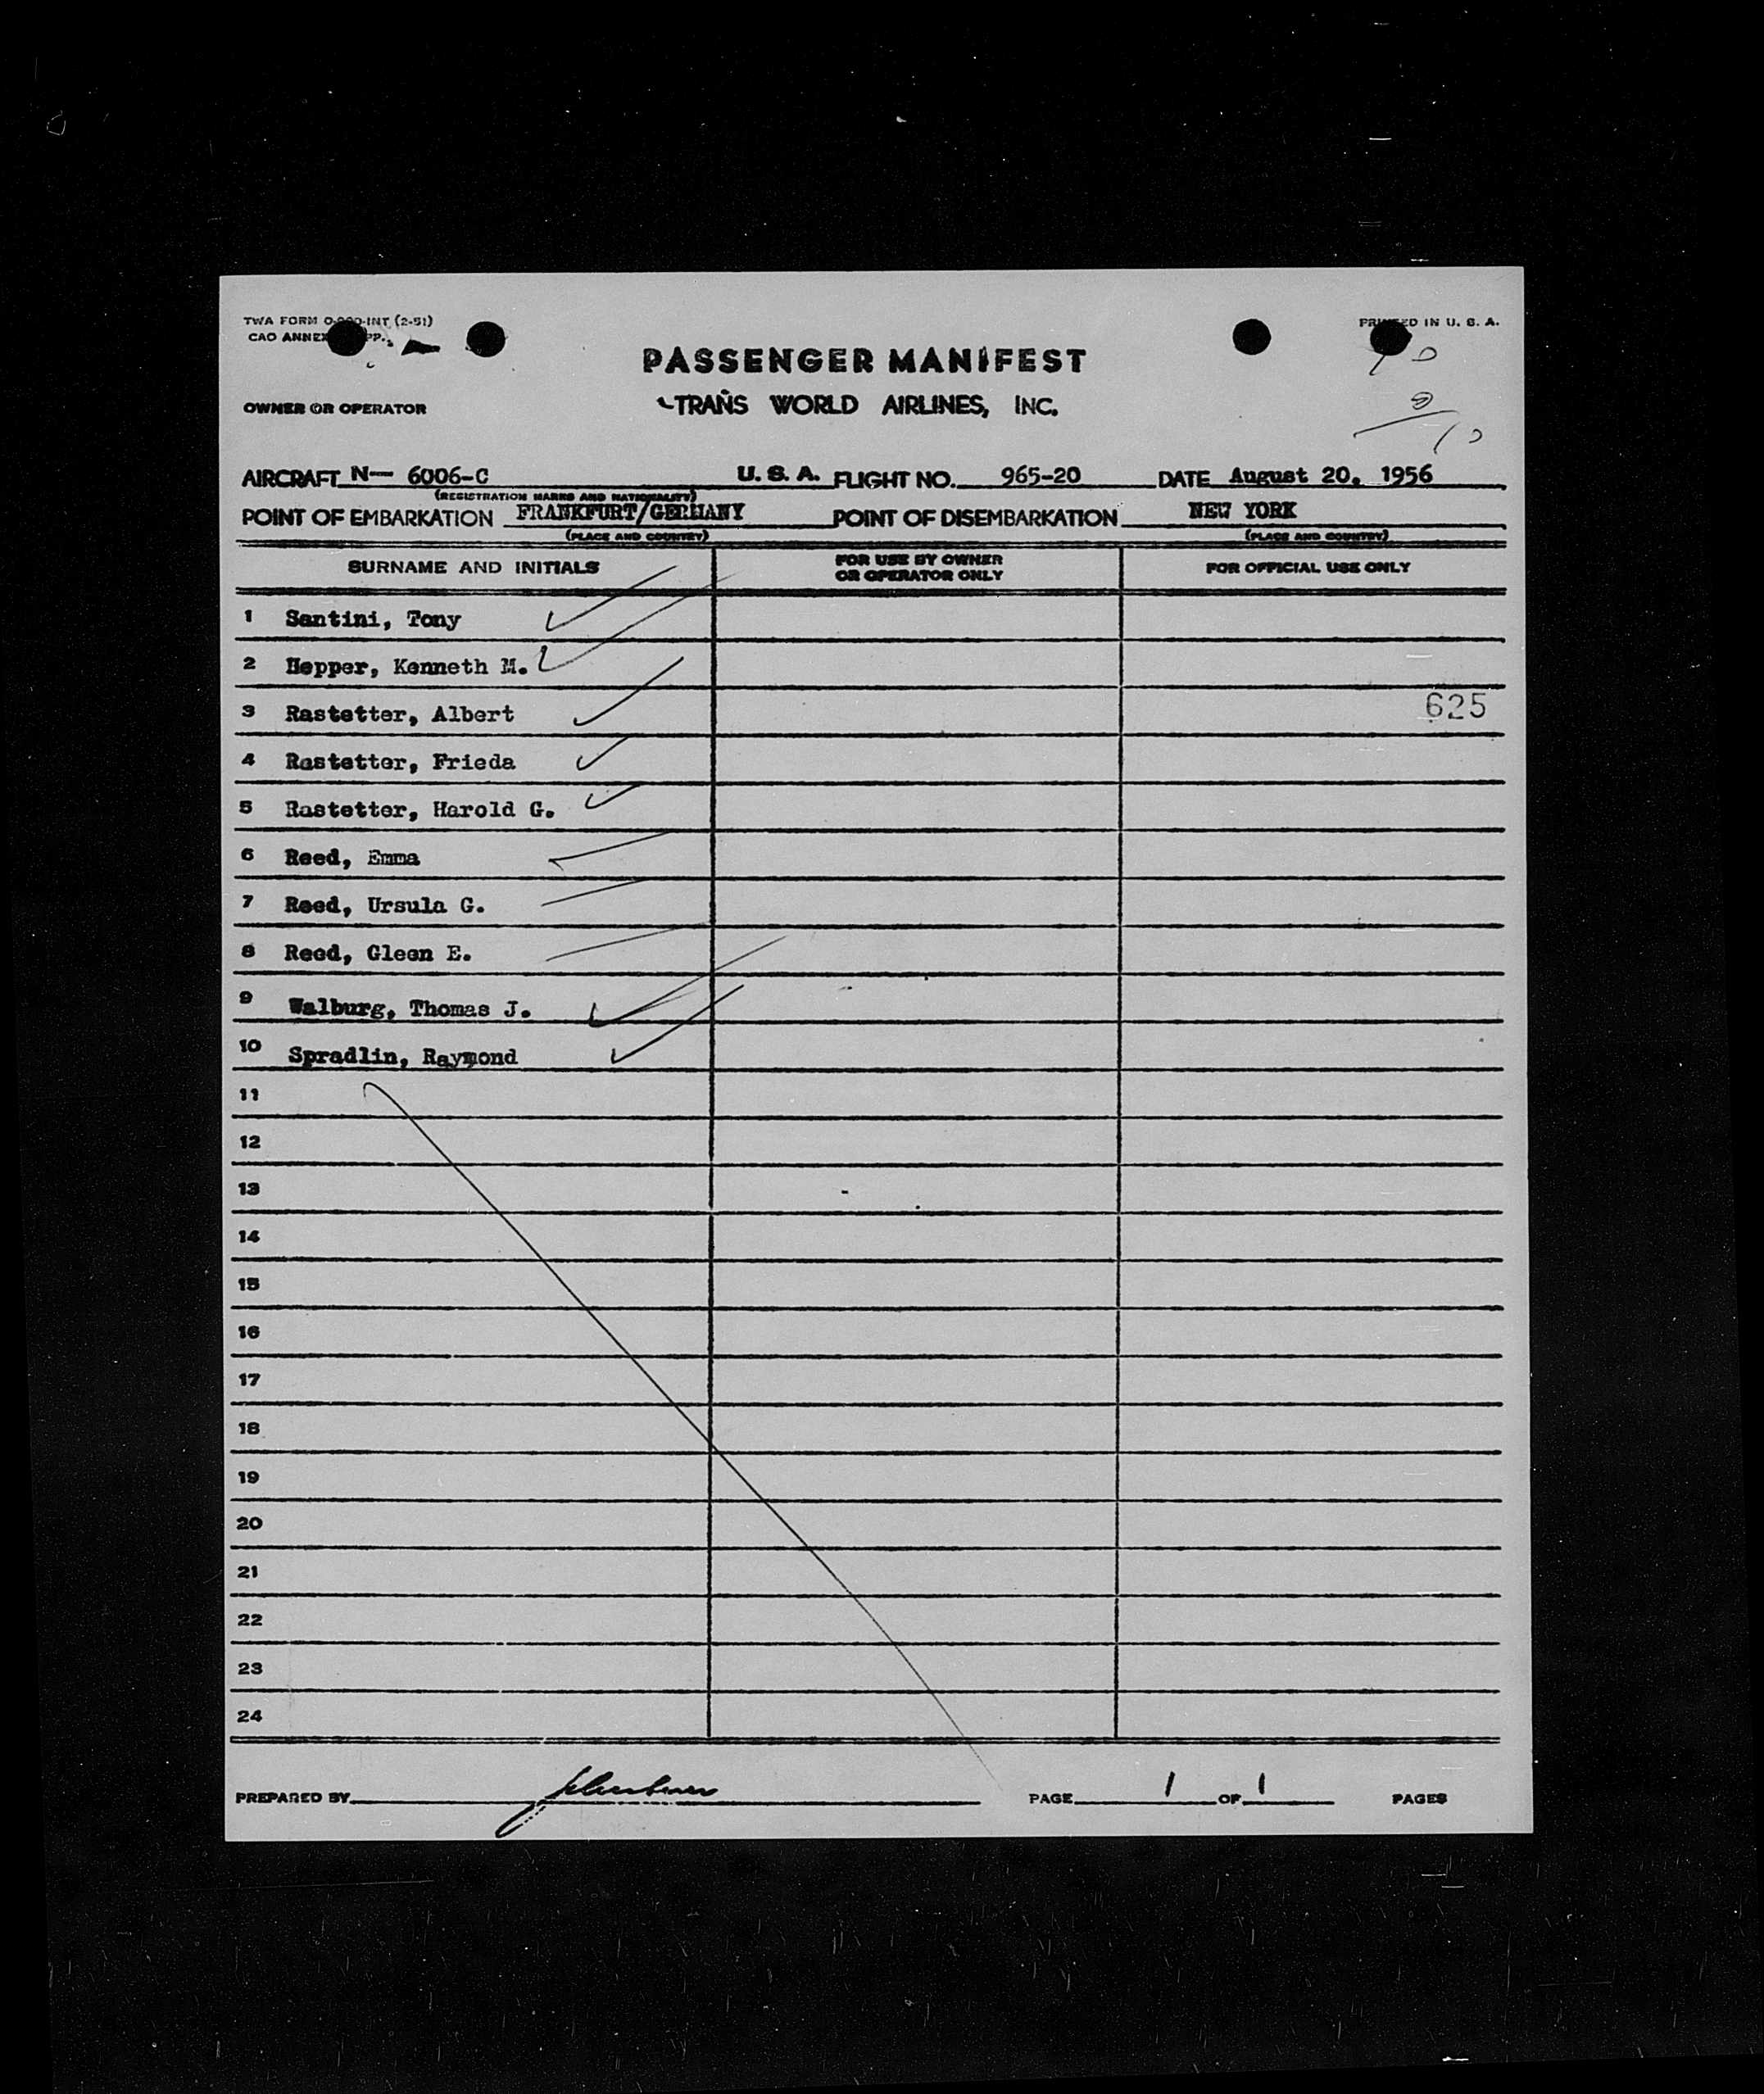 TWA FORM (2-51) PRINTED IN U. S. A.
CAO ANNEX
PASSENGER MANIFEST
OWNER OR OPERATOR TRANS WORLD AIRLINES, INC.
AIRCRAFT N— 6006-C U. S. A. FLIGHT NO. 965-20 DATE August 20, 1956
(REGISTRATION MARKS AND NATIONALITY)
POINT OF EMBARKATION FRANKFURT/GERMANY POINT OF DISEMBARKATION NEW YORK
(PLACE AND COUNTRY) (PLACE AND COUNTRY)
SURNAME AND INITIALS FOR USE BY OWNER OR OPERATOR ONLY FOR OFFICIAL USE ONLY
1 Santini, Tony
2 Hepper, Kenneth M.
3 Rastetter, Albert 625
4 Rastetter, Frieda
5 Rastetter, Harold G.
6 Reed, Emma
7 Reed, Ursula G.
8 Reed, Gleen E.
9 Walburg, Thomas J.
10 Spradlin, Raymond
11
12
13
14
15
16
17
18
19
20
21
22
23
24
PREPARED BY PAGE 1 OF 1 PAGES